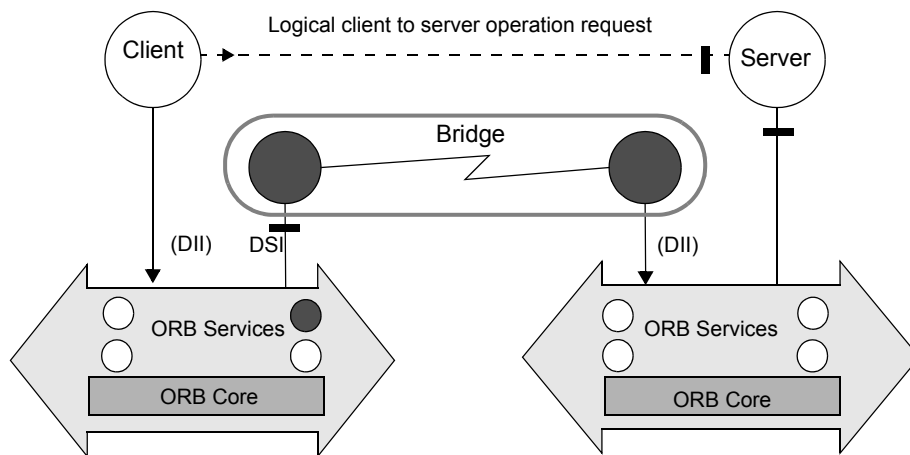 Logical client to server operation request
Client
Server
Bridge
(DII)
DSI
(DII)
ORB Services
ORB Services
ORB Core
ORB Core